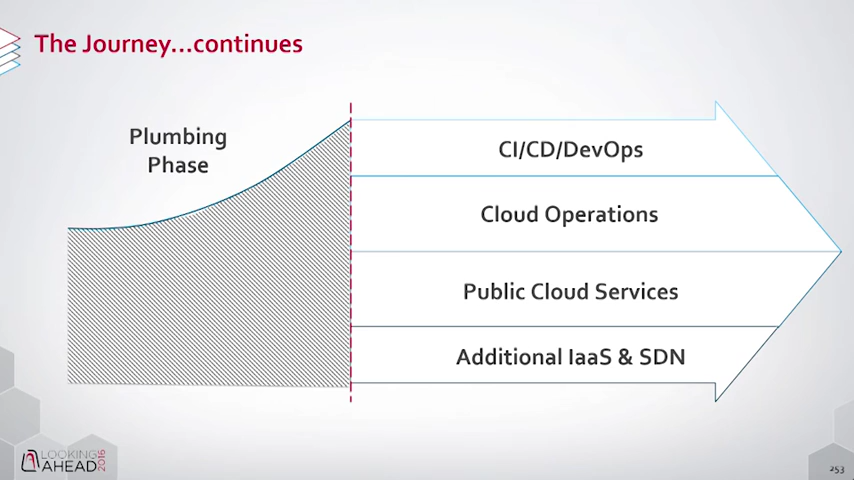 The Journey…continues
Plumbing
Phase
CI/CD/DevOps
Cloud Operations
Public Cloud Services
Additional IaaS & SDN
LOOKING
AHEAD 2016
253